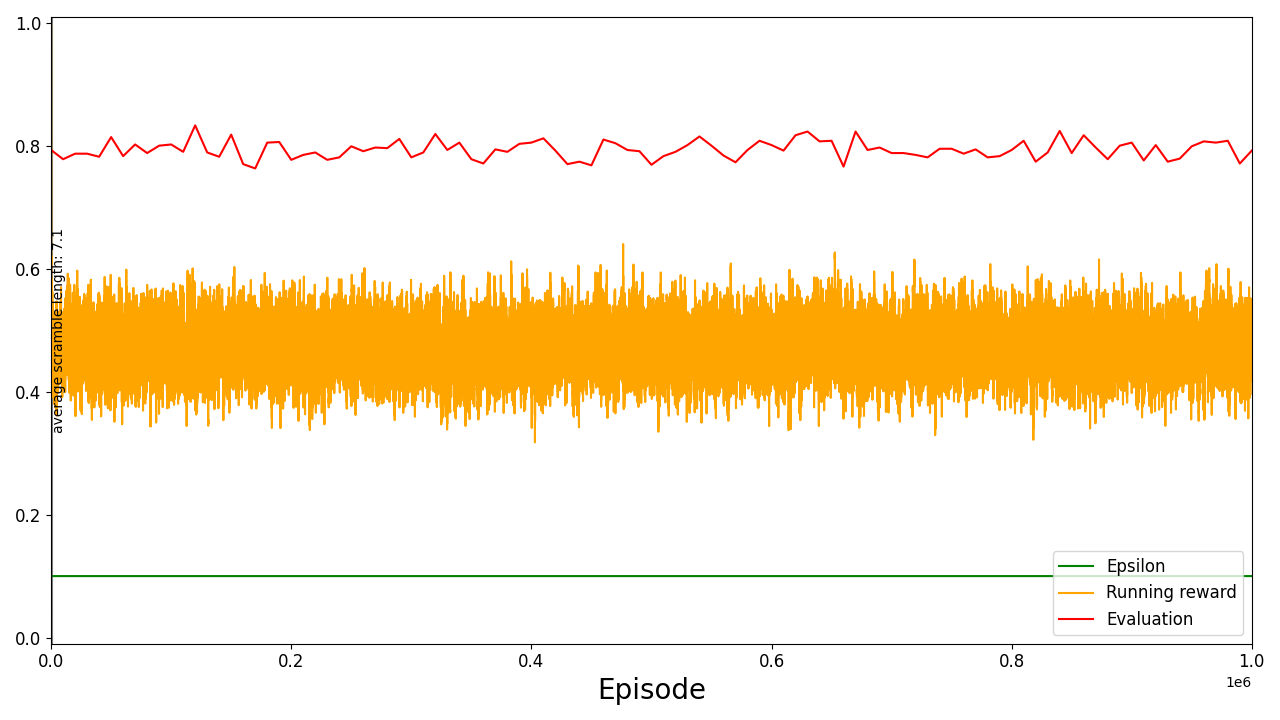 1.0
0.8
0.6
0.4
0.2
0.0
average scramble length: 7.1
Epsilon
Running reward
Evaluation
0.0 0.2 0.4 0.6 0.8 1.0
1e6
Episode